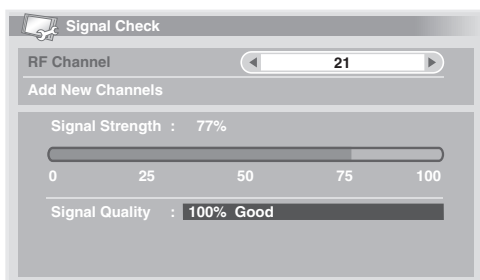 Signal Check
RF Channel 21
Add New Channels
Signal Strength : 77%
0 25 50 75 100
Signal Quality : 100% Good